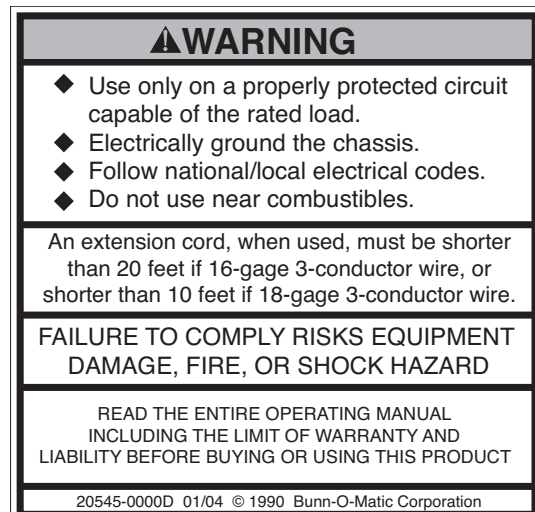 WARNING
◆ Use only on a properly protected circuit
capable of the rated load.
◆ Electrically ground the chassis.
◆ Follow national/local electrical codes.
◆ Do not use near combustibles.
An extension cord, when used, must be shorter
than 20 feet if 16-gage 3-conductor wire, or
shorter than 10 feet if 18-gage 3-conductor wire.
FAILURE TO COMPLY RISKS EQUIPMENT
DAMAGE, FIRE, OR SHOCK HAZARD
READ THE ENTIRE OPERATING MANUAL
INCLUDING THE LIMIT OF WARRANTY AND
LIABILITY BEFORE BUYING OR USING THIS PRODUCT
20545-0000D 01/04 © 1990 Bunn-O-Matic Corporation